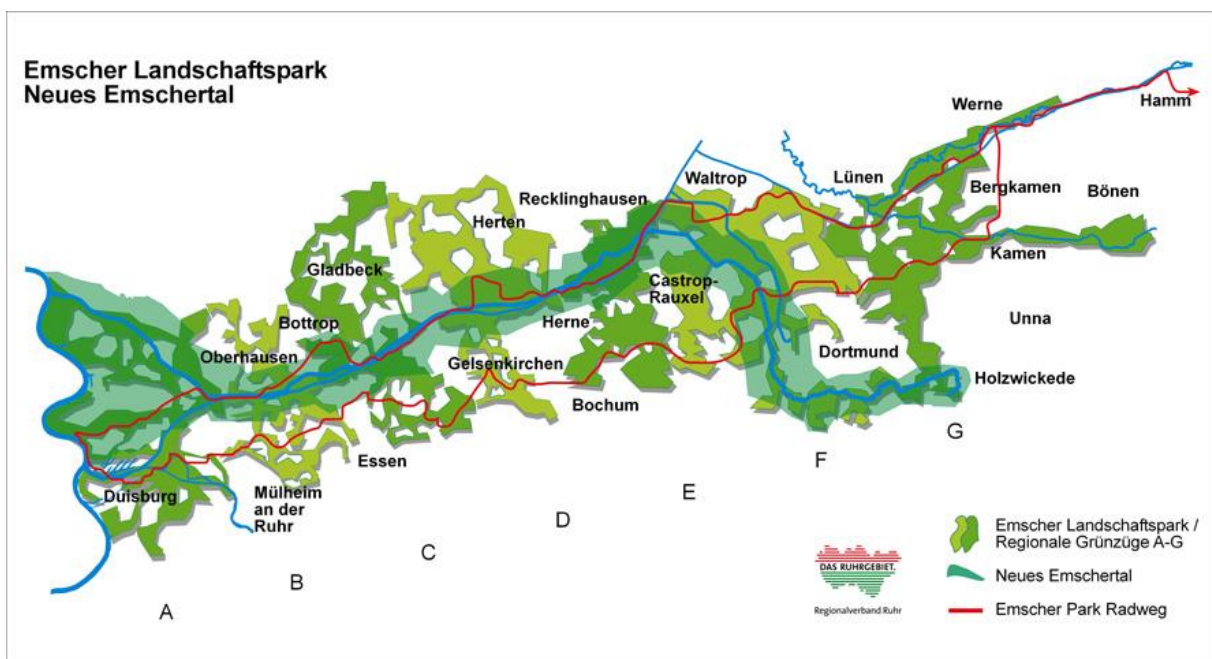 Emscher Landschaftspark
Neues Emschertal
Hamm
Werne
Lünen
Waltrop
Bergkamen
Bönen
Recklinghausen
Herten
Kamen
Gladbeck
Castrop-
Rauxel
Unna
Bottrop
Herne
Oberhausen
Dortmund
Gelsenkirchen
Holzwickede
Bochum
G
F
Essen
Duisburg
Mülheim
an der
Ruhr
E
D
C
B
A
DAS RUHRGEBIET.
Regionalverband Ruhr
Emscher Landschaftspark /
Regionale Grünzüge A-G
Neues Emschertal
Emscher Park Radweg